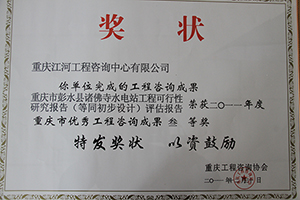 奖状
重庆江河工程咨询中心有限公司
你单位完成的工程咨询成果
重庆市彭水县诸佛寺水电站工程可行性
研究报告（等同初步设计）评估报告 荣获二〇一一年度
重庆市优秀工程咨询成果 叁 等奖
特发奖状 以资鼓励
重庆工程咨询协会
二〇一